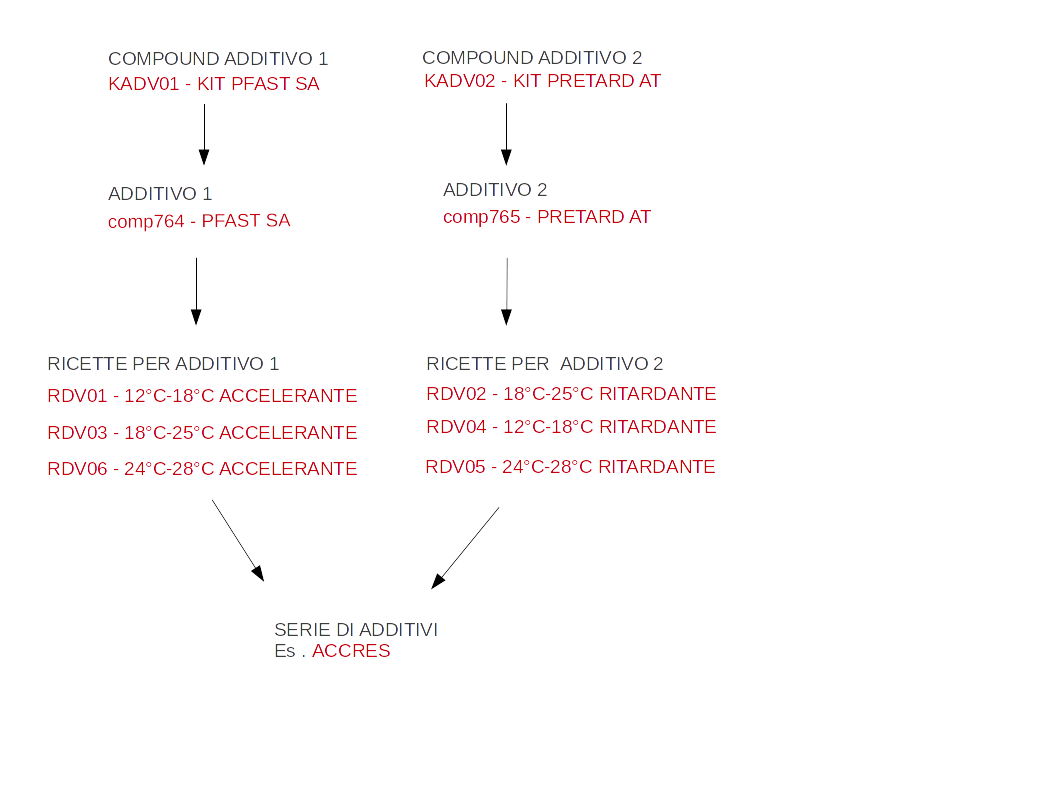 COMPOUND ADDITIVO 1
KADV01 - KIT PFAST SA
COMPOUND ADDITIVO 2
KADV02 - KIT PRETARD AT
ADDITIVO 1
comp764 - PFAST SA
ADDITIVO 2
comp765 - PRETARD AT
RICETTE PER ADDITIVO 1
RDV01 - 12°C-18°C ACCELERANTE
RDV03 - 18°C-25°C ACCELERANTE
RDV06 - 24°C-28°C ACCELERANTE
RICETTE PER  ADDITIVO 2
RDV02 - 18°C-25°C RITARDANTE
RDV04 - 12°C-18°C RITARDANTE
RDV05 - 24°C-28°C RITARDANTE
SERIE DI ADDITIVI
Es . ACCRES